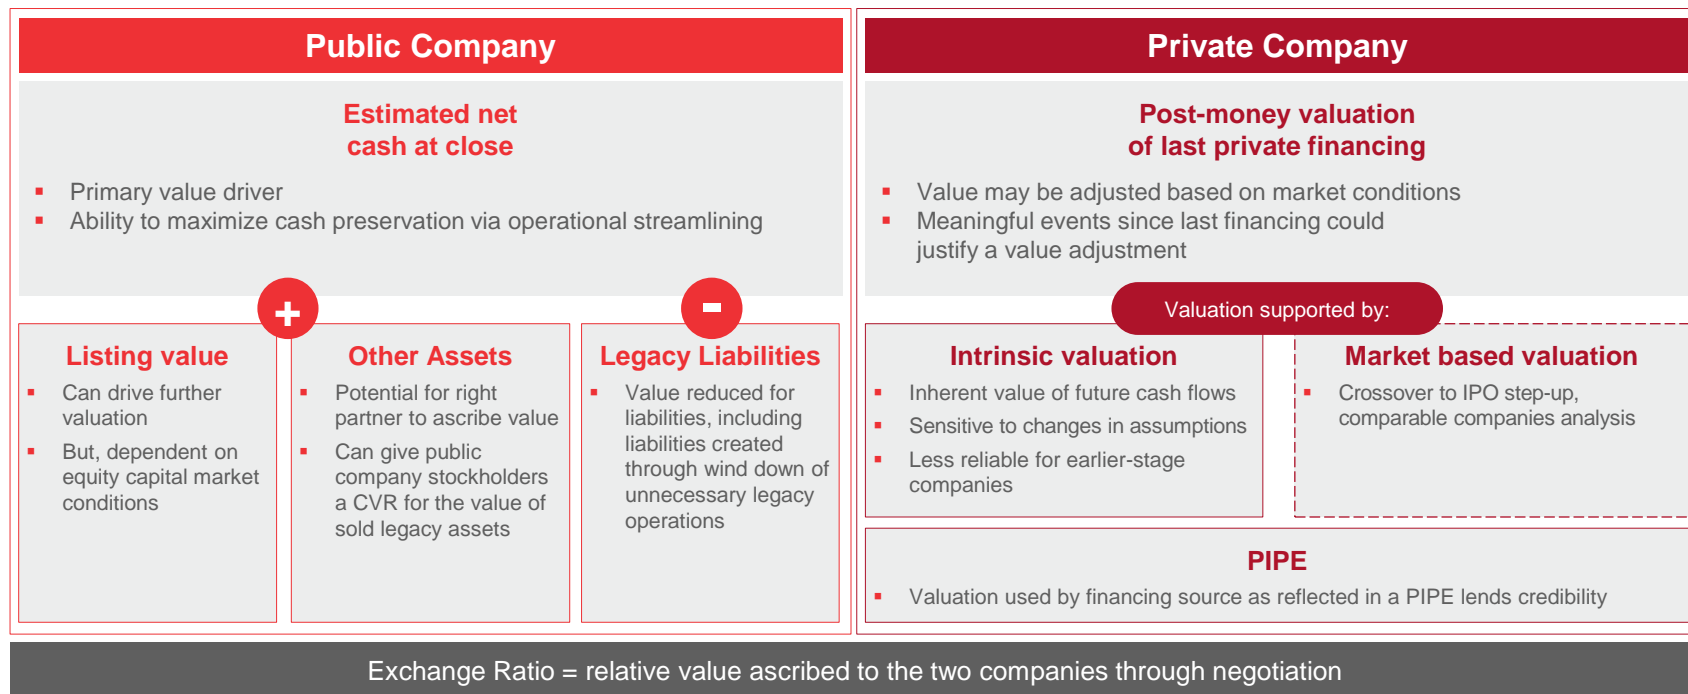 Public Company
Estimated net
cash at close
▪ Primary value driver
▪ Ability to maximize cash preservation via operational streamlining
+
Listing value
▪ Can drive further
valuation
▪ But, dependent on
equity capital market
conditions
Other Assets
▪ Potential for right
partner to ascribe value
▪ Can give public
company stockholders
a CVR for the value of
sold legacy assets
-
Legacy Liabilities
▪ Value reduced for
liabilities, including
liabilities created
through wind down of
unnecessary legacy
operations
Private Company
Post-money valuation
of last private financing
▪ Value may be adjusted based on market conditions
▪ Meaningful events since last financing could
justify a value adjustment
Valuation supported by:
Intrinsic valuation
▪ Inherent value of future cash flows
▪ Sensitive to changes in assumptions
▪ Less reliable for earlier-stage
companies
Market based valuation
▪ Crossover to IPO step-up,
comparable companies analysis
PIPE
▪ Valuation used by financing source as reflected in a PIPE lends credibility
Exchange Ratio = relative value ascribed to the two companies through negotiation